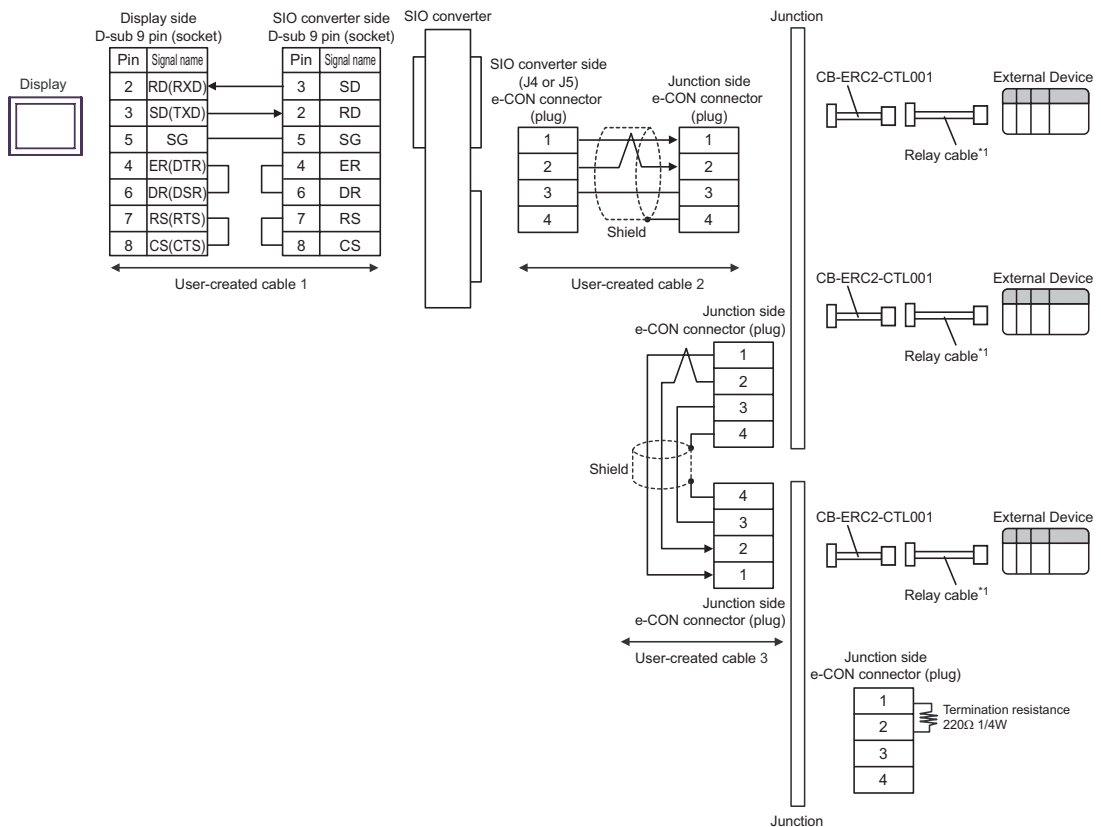 Display
Display side
D-sub 9 pin (socket)
Pin Signal name
2 RD(RXD)
3 SD(TXD)
5 SG
4 ER(DTR)
6 DR(DSR)
7 RS(RTS)
8 CS(CTS)
SIO converter side
D-sub 9 pin (socket)
Pin Signal name
3 SD
2 RD
5 SG
4 ER
6 DR
7 RS
8 CS
User-created cable 1
SIO converter
SIO converter side
(J4 or J5)
e-CON connector
(plug)
1
2
3
4
Shield
Junction side
e-CON connector
(plug)
1
2
3
4
User-created cable 2
Junction
CB-ERC2-CTL001
External Device
Relay cable*1
CB-ERC2-CTL001
External Device
Relay cable*1
Junction side
e-CON connector (plug)
1
2
3
4
Shield
4
3
2
1
Junction side
e-CON connector (plug)
User-created cable 3
CB-ERC2-CTL001
External Device
Relay cable*1
Junction side
e-CON connector (plug)
1
2
3
4
Termination resistance
220Ω 1/4W
Junction